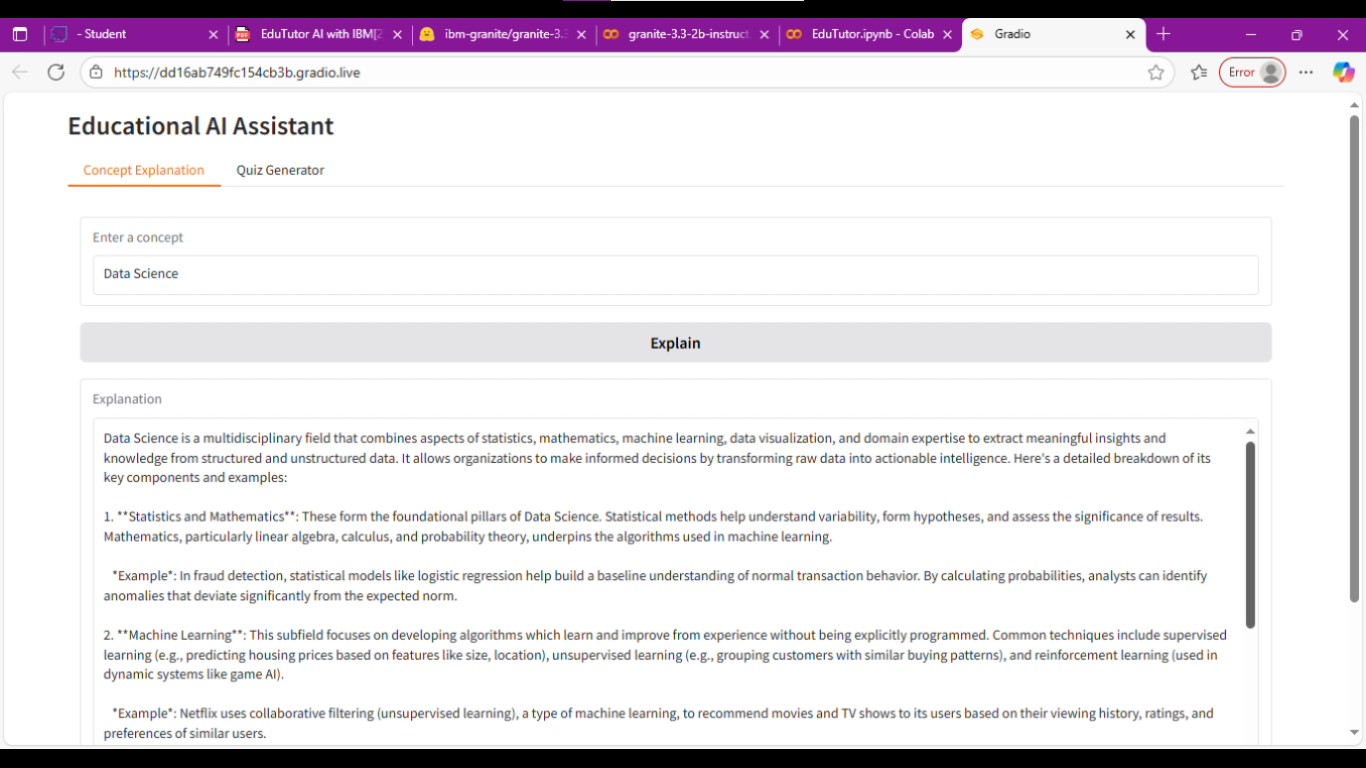 - Student
EduTutor AI with IBM[2
ibm-granite/granite-3.3
granite-3.3-2b-instruct
EduTutor.ipynb - Colab
Gradio
https://dd16ab749fc154cb3b.gradio.live
Error
Educational AI Assistant
Concept Explanation
Quiz Generator
Enter a concept
Data Science
Explain
Explanation
Data Science is a multidisciplinary field that combines aspects of statistics, mathematics, machine learning, data visualization, and domain expertise to extract meaningful insights and
knowledge from structured and unstructured data. It allows organizations to make informed decisions by transforming raw data into actionable intelligence. Here's a detailed breakdown of its
key components and examples:
1. **Statistics and Mathematics**: These form the foundational pillars of Data Science. Statistical methods help understand variability, form hypotheses, and assess the significance of results.
Mathematics, particularly linear algebra, calculus, and probability theory, underpins the algorithms used in machine learning.
*Example*: In fraud detection, statistical models like logistic regression help build a baseline understanding of normal transaction behavior. By calculating probabilities, analysts can identify
anomalies that deviate significantly from the expected norm.
2. **Machine Learning**: This subfield focuses on developing algorithms which learn and improve from experience without being explicitly programmed. Common techniques include supervised
learning (e.g., predicting housing prices based on features like size, location), unsupervised learning (e.g., grouping customers with similar buying patterns), and reinforcement learning (used in
dynamic systems like game AI).
*Example*: Netflix uses collaborative filtering (unsupervised learning), a type of machine learning, to recommend movies and TV shows to its users based on their viewing history, ratings, and
preferences of similar users.